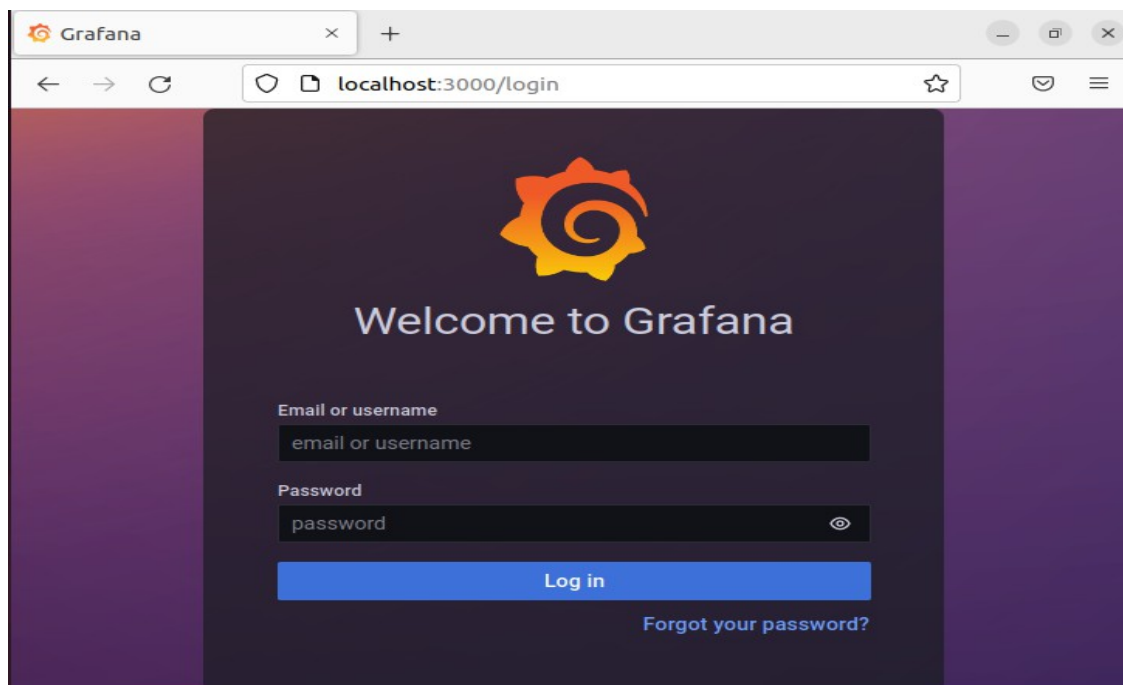 Grafana
localhost:3000/login
Welcome to Grafana
Email or username
email or username
Password
password
Log in
Forgot your password?